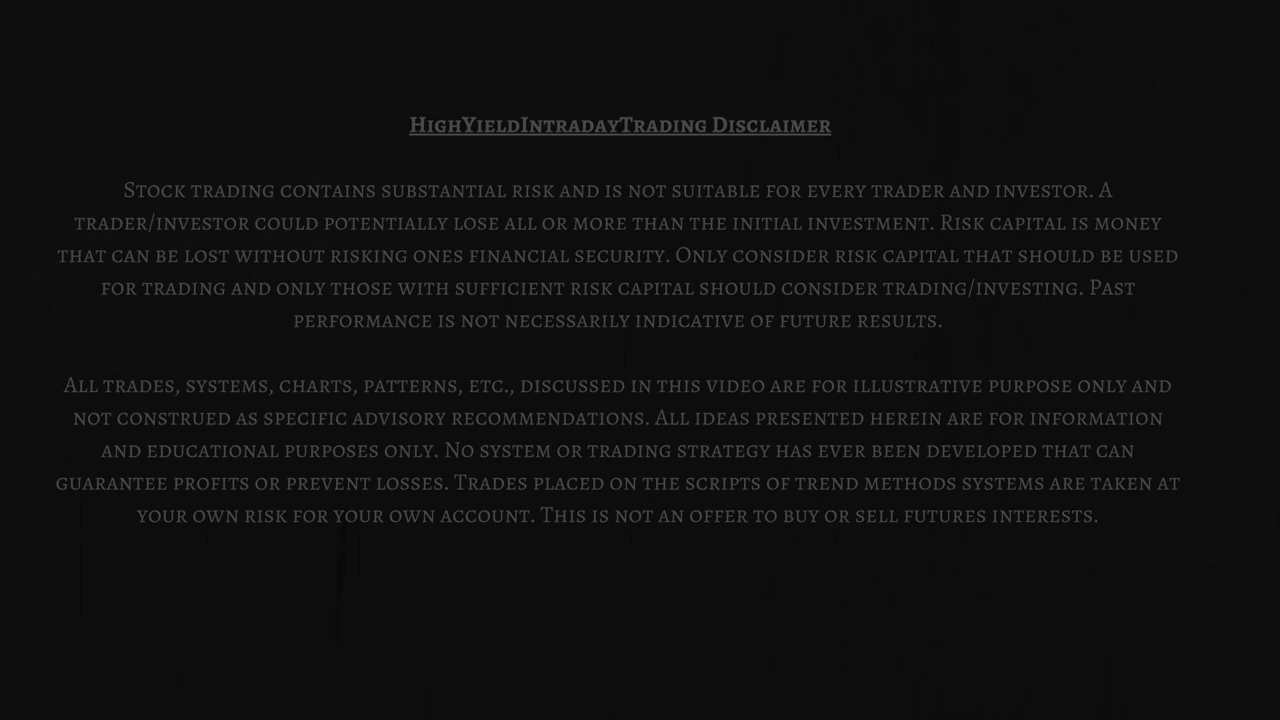 HighYieldIntradayTrading Disclaimer
Stock trading contains substantial risk and is not suitable for every trader and investor. A
trader/investor could potentially lose all or more than the initial investment. Risk capital is money
that can be lost without risking ones financial security. Only consider risk capital that should be used
for trading and only those with sufficient risk capital should consider trading/investing. Past
performance is not necessarily indicative of future results.
All trades, systems, charts, patterns, etc., discussed in this video are for illustrative purpose only and
not construed as specific advisory recommendations. All ideas presented herein are for information
and educational purposes only. No system or trading strategy has ever been developed that can
guarantee profits or prevent losses. Trades placed on the scripts of trend methods systems are taken at
your own risk for your own account. This is not an offer to buy or sell futures interests.